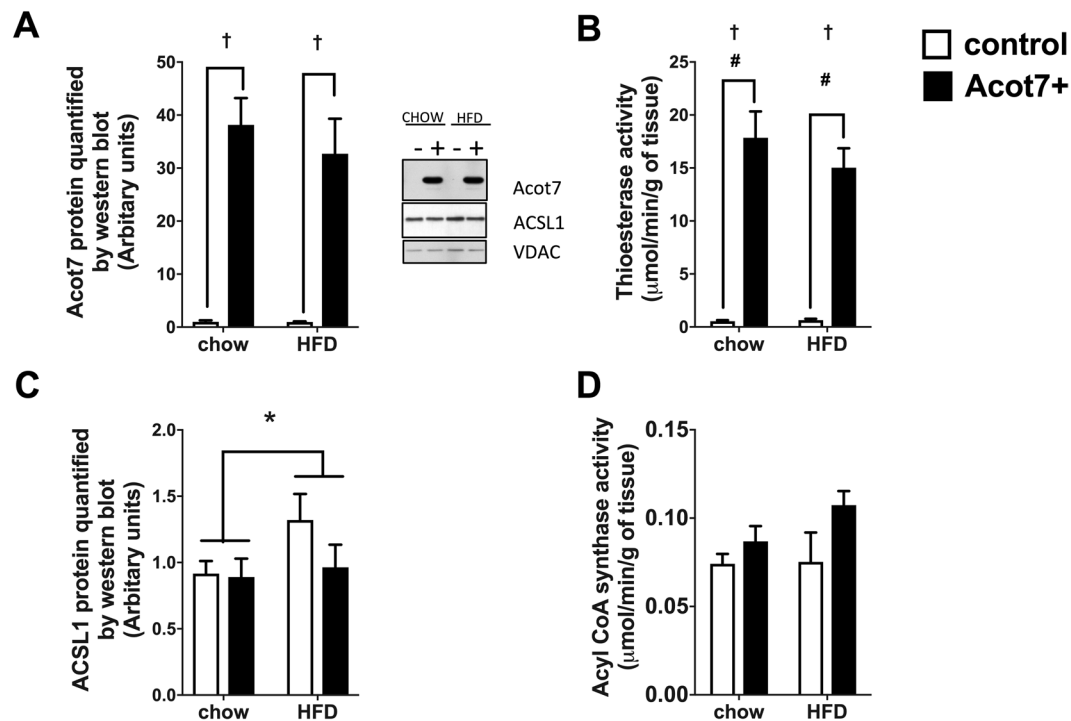 A
† †
Acot7 protein quantified
by western blot
(Arbitary units)
50
40
30
20
10
0
chow HFD
CHOW HFD
- + - +
Acot7
ACSL1
VDAC
B
† †
# #
Thioesterase activity
(μmol/min/g of tissue)
25
20
15
10
5
0
chow HFD
control
Acot7+
C
*
ACSL1 protein quantified
by western blot
(Arbitary units)
2.0
1.5
1.0
0.5
0.0
chow HFD
D
Acyl CoA synthase activity
(μmol/min/g of tissue)
0.15
0.10
0.05
0.00
chow HFD